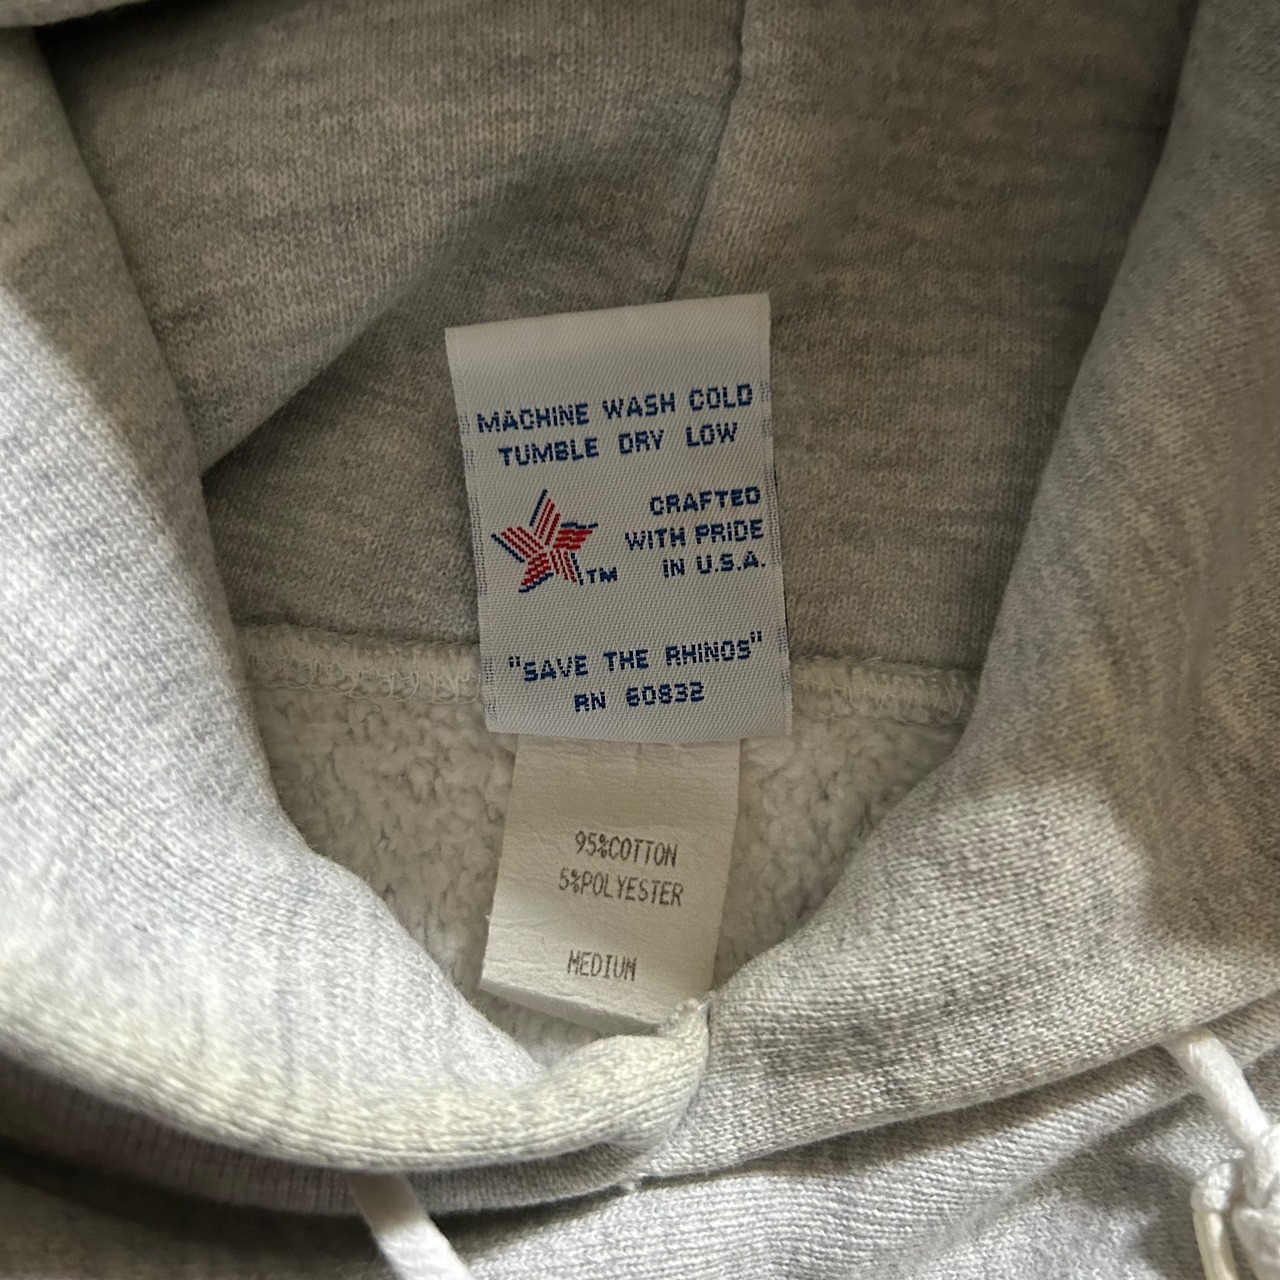 MACHINE WASH COLD
TUMBLE DRY LOW
CRAFTED
WITH PRIDE
IN U.S.A.
TM
"SAVE THE RHINOS"
RN 60832
95%COTTON
5%POLYESTER
MEDIUM